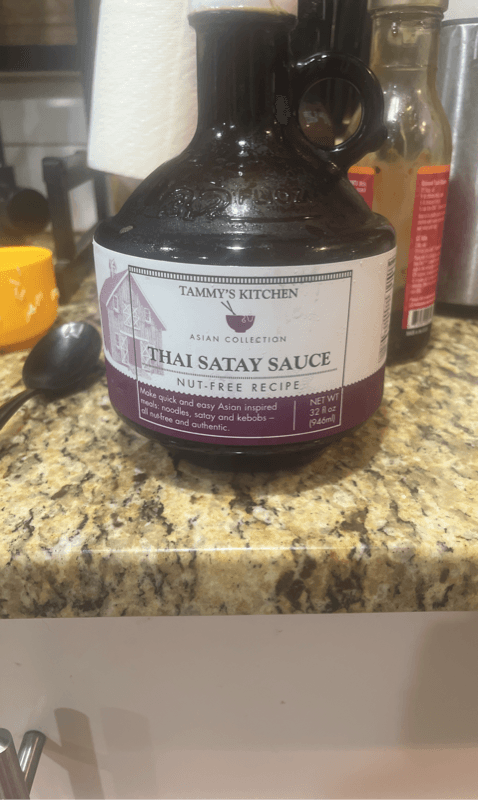 TAMMY'S KITCHEN
ASIAN COLLECTION
THAI SATAY SAUCE
NUT-FREE RECIPE
Make quick and easy Asian inspired
meals: noodles, satay and kebobs –
all nut-free and authentic.
NET WT
32 fl oz
(946ml)